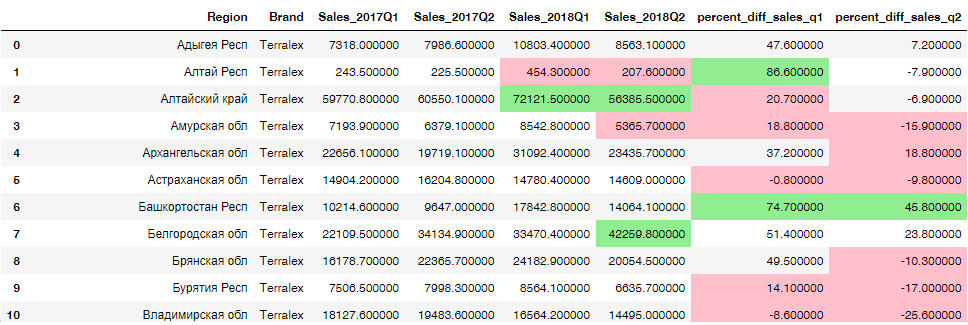 Region Brand Sales_2017Q1 Sales_2017Q2 Sales_2018Q1 Sales_2018Q2 percent_diff_sales_q1 percent_diff_sales_q2
0 Адыгея Респ Terralex 7318.000000 7986.600000 10803.400000 8563.100000 47.600000 7.200000
1 Алтай Респ Terralex 243.500000 225.500000 454.300000 207.600000 86.600000 -7.900000
2 Алтайский край Terralex 59770.800000 60550.100000 72121.500000 56385.500000 20.700000 -6.900000
3 Амурская обл Terralex 7193.900000 6379.100000 8542.800000 5365.700000 18.800000 -15.900000
4 Архангельская обл Terralex 22656.100000 19719.100000 31092.400000 23435.700000 37.200000 18.800000
5 Астраханская обл Terralex 14904.200000 16204.800000 14780.400000 14609.000000 -0.800000 -9.800000
6 Башкортостан Респ Terralex 10214.600000 9647.000000 17842.800000 14064.100000 74.700000 45.800000
7 Белгородская обл Terralex 22109.500000 34134.900000 33470.400000 42259.800000 51.400000 23.800000
8 Брянская обл Terralex 16178.700000 22365.700000 24182.900000 20054.500000 49.500000 -10.300000
9 Бурятия Респ Terralex 7506.500000 7998.300000 8564.100000 6635.700000 14.100000 -17.000000
10 Владимирская обл Terralex 18127.600000 19483.600000 16564.200000 14495.000000 -8.600000 -25.600000